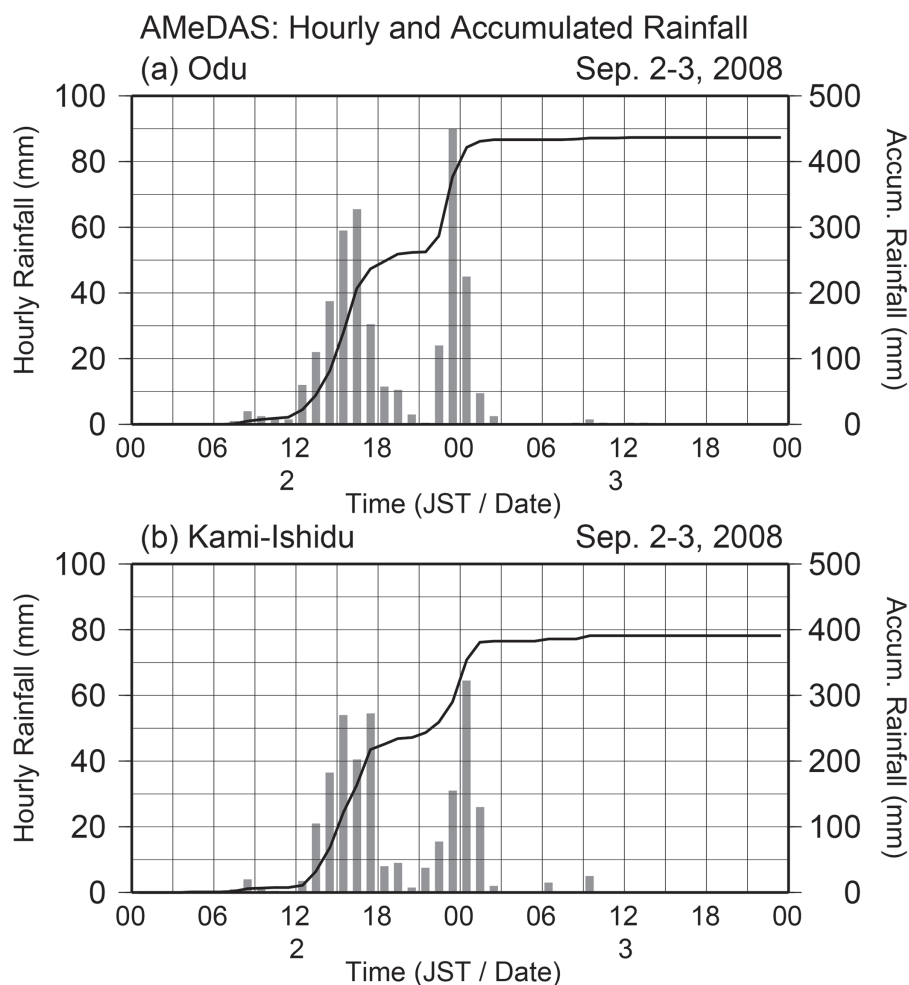 AMeDAS: Hourly and Accumulated Rainfall
(a) Odu Sep. 2-3, 2008
100 500
80 400
60 300
40 200
20 100
0 0
Hourly Rainfall (mm)
Accum. Rainfall (mm)
00 06 12 18 00 06 12 18 00
2 3
Time (JST / Date)
(b) Kami-Ishidu Sep. 2-3, 2008
100 500
80 400
60 300
40 200
20 100
0 0
Hourly Rainfall (mm)
Accum. Rainfall (mm)
00 06 12 18 00 06 12 18 00
2 3
Time (JST / Date)